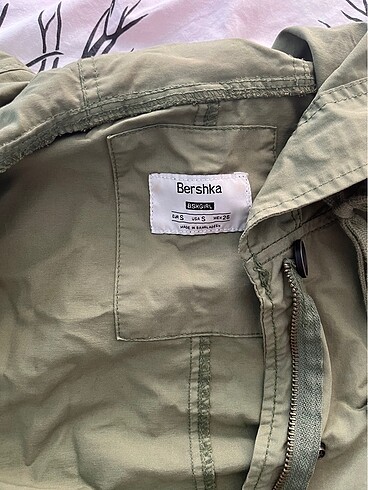 Bershka
BSKGIRL
EUR S USA S MEX 26
MADE IN BANGLADESH